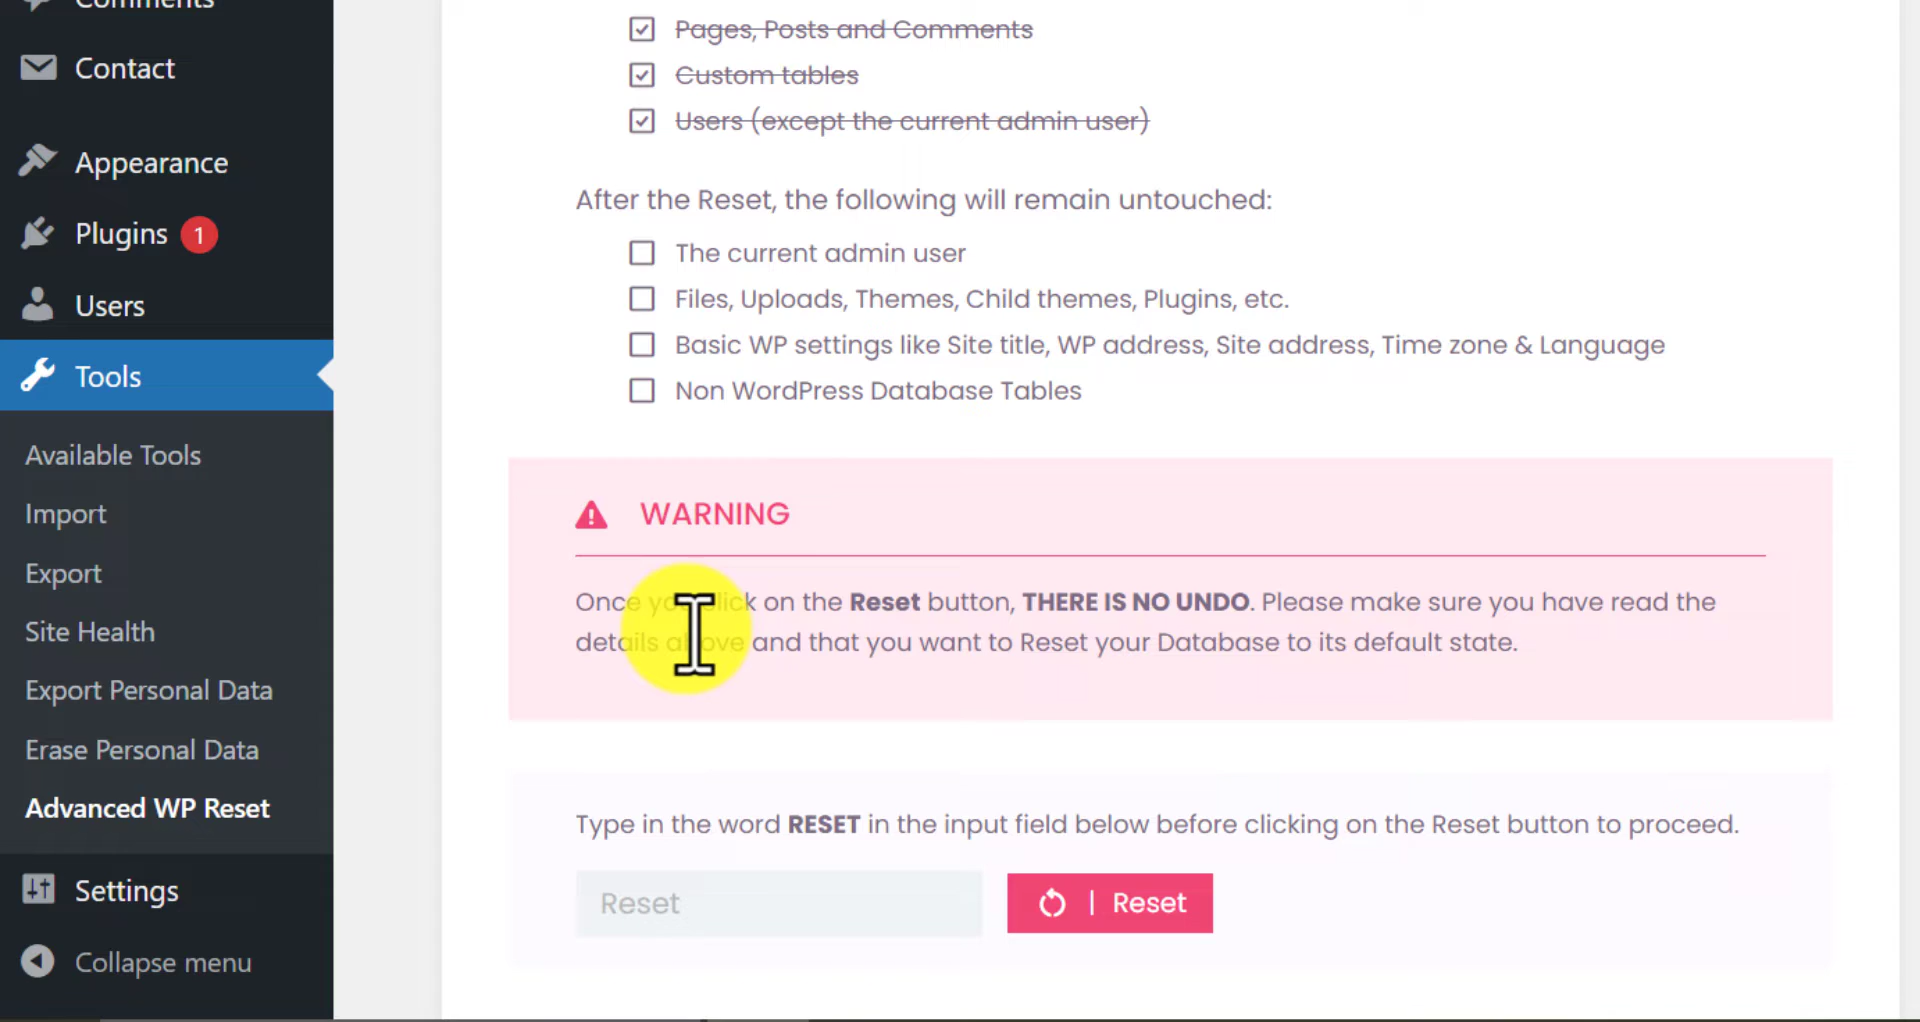 Comments
Contact
Appearance
Plugins 1
Users
Tools
Available Tools
Import
Export
Site Health
Export Personal Data
Erase Personal Data
Advanced WP Reset
Settings
Collapse menu
Pages, Posts and Comments
Custom tables
Users (except the current admin user)
After the Reset, the following will remain untouched:
The current admin user
Files, Uploads, Themes, Child themes, Plugins, etc.
Basic WP settings like Site title, WP address, Site address, Time zone & Language
Non WordPress Database Tables
WARNING
Once you click on the Reset button, THERE IS NO UNDO. Please make sure you have read the
details above and that you want to Reset your Database to its default state.
Type in the word RESET in the input field below before clicking on the Reset button to proceed.
Reset
| Reset